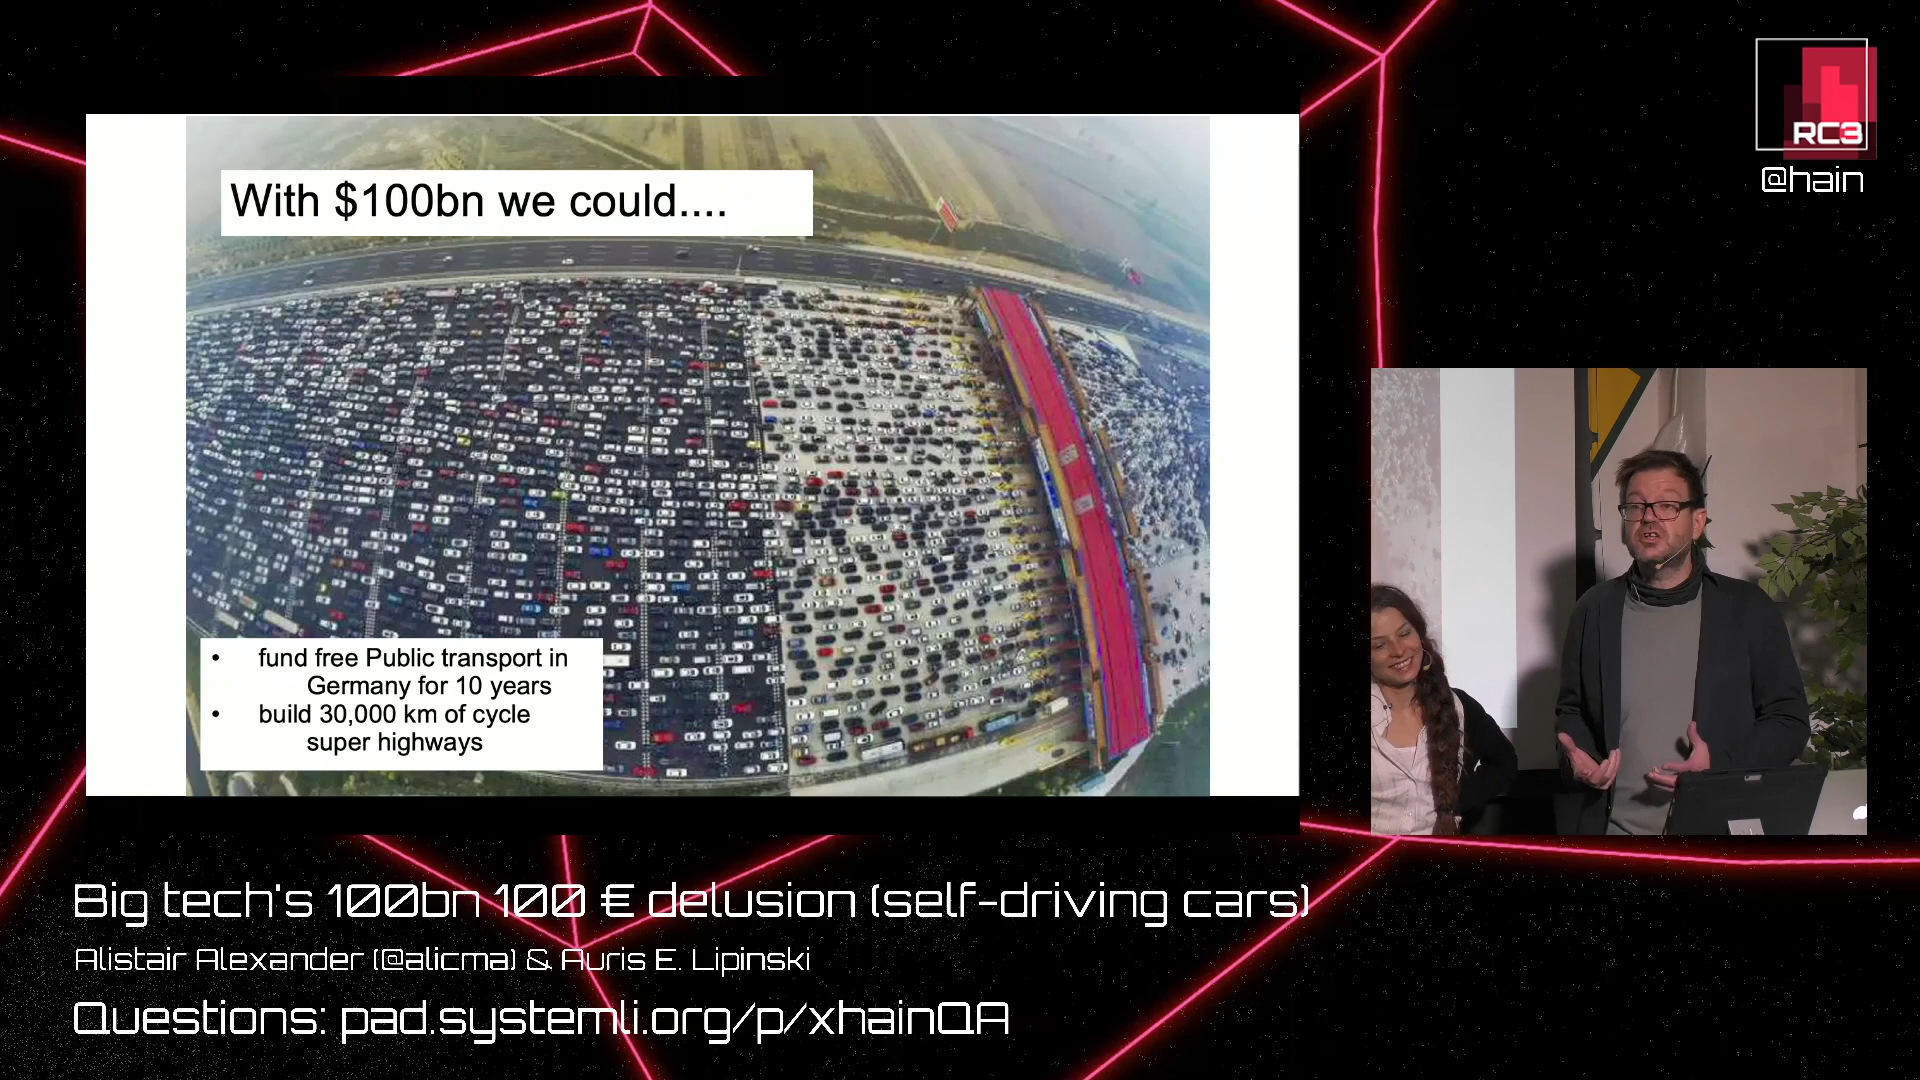 With $100bn we could....
• fund free Public transport in
Germany for 10 years
• build 30,000 km of cycle
super highways
RC3
@hain
Big tech's 100bn 100 € delusion (self-driving cars)
Alistair Alexander (@alicma) & Auris E. Lipinski
Questions: pad.systemli.org/p/xhainQA